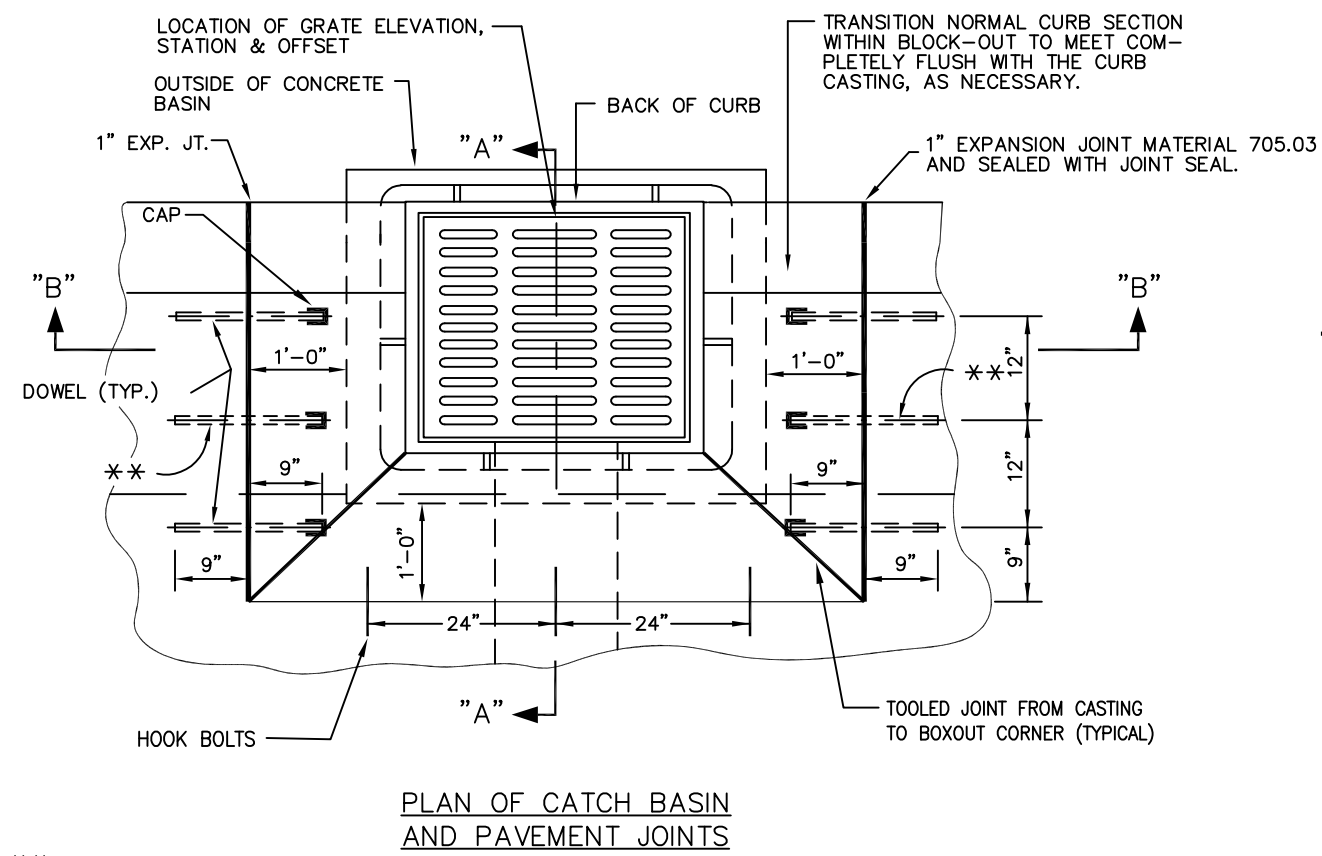 LOCATION OF GRATE ELEVATION,
STATION & OFFSET
OUTSIDE OF CONCRETE
BASIN
1" EXP. JT.
"A"
BACK OF CURB
TRANSITION NORMAL CURB SECTION
WITHIN BLOCK-OUT TO MEET COM-
PLETELY FLUSH WITH THE CURB
CASTING, AS NECESSARY.
1" EXPANSION JOINT MATERIAL 705.03
AND SEALED WITH JOINT SEAL.
CAP
"B"
"B"
1'-0"
1'-0"
**
12"
DOWEL (TYP.)
**
9"
9"
12"
9"
1'-0"
9"
9"
24"
24"
"A"
HOOK BOLTS
TOOLED JOINT FROM CASTING
TO BOXOUT CORNER (TYPICAL)
PLAN OF CATCH BASIN
AND PAVEMENT JOINTS